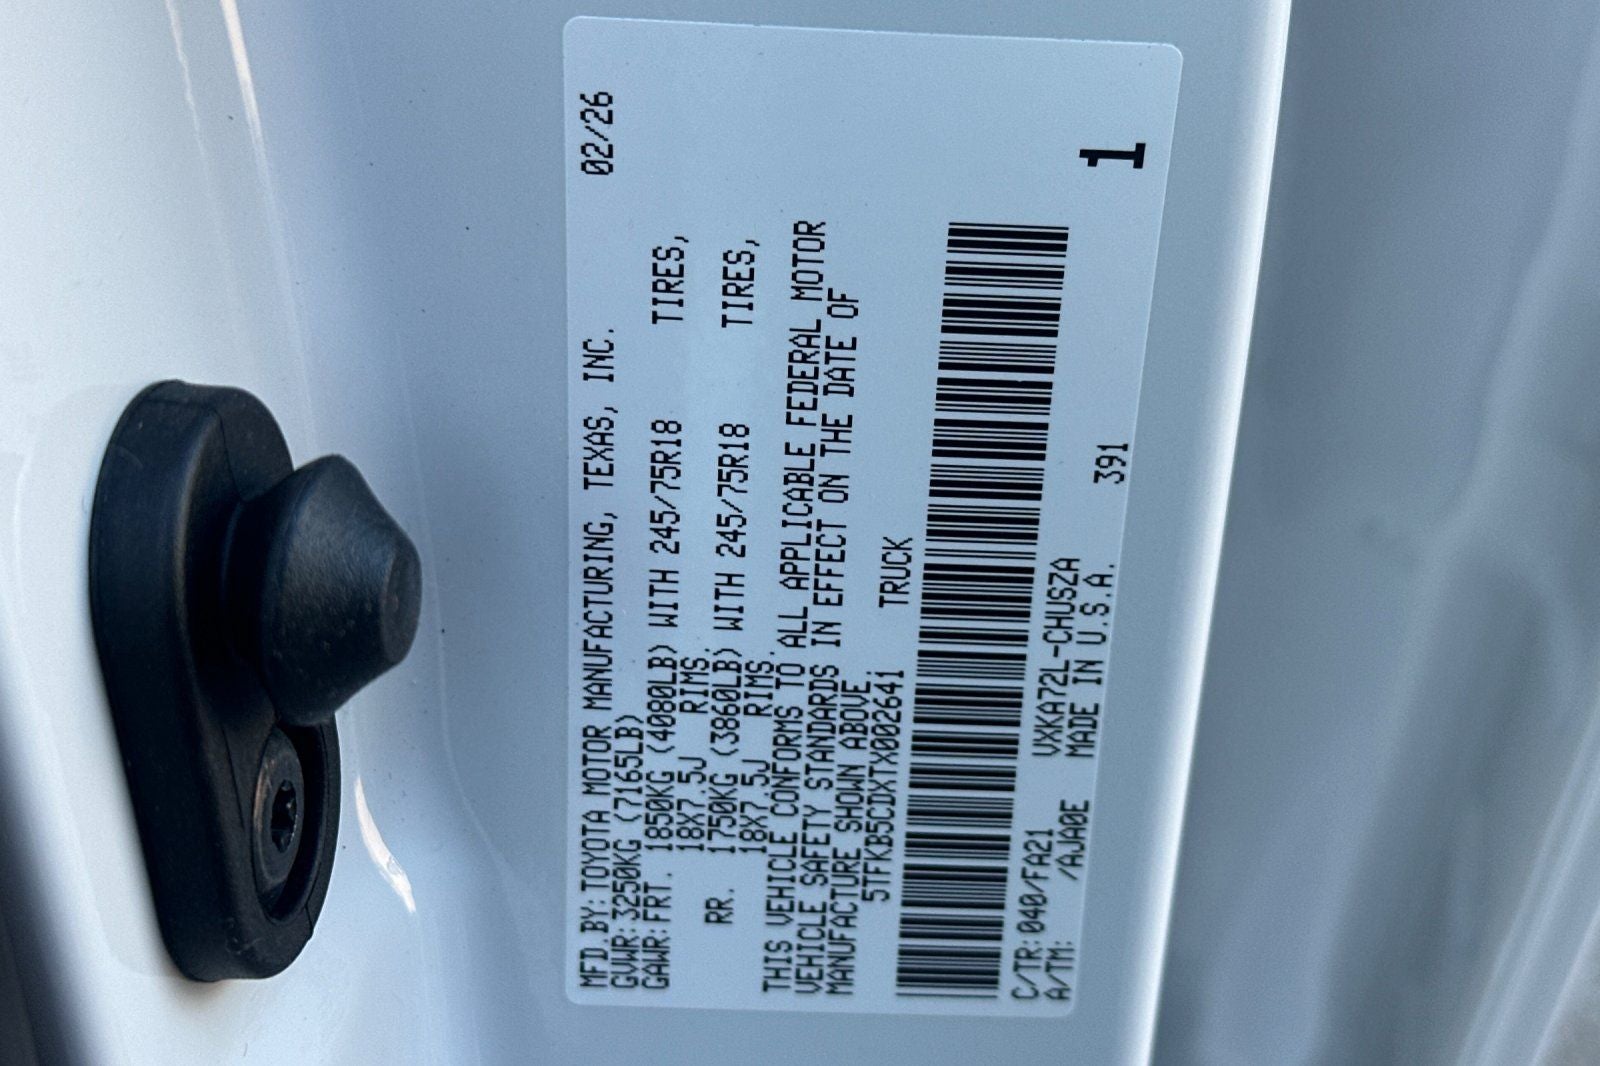 MFD.BY:TOYOTA MOTOR MANUFACTURING, TEXAS, INC. 02/26
GVWR:3250KG (7165LB)
GAWR:FRT. 1850KG (4080LB) WITH 245/75R18 TIRES,
18X7.5J RIMS.
RR. 1750KG (3860LB) WITH 245/75R18 TIRES,
18X7.5J RIMS.
THIS VEHICLE CONFORMS TO ALL APPLICABLE FEDERAL MOTOR
VEHICLE SAFETY STANDARDS IN EFFECT ON THE DATE OF
MANUFACTURE SHOWN ABOVE.
5TFKB5CDXTX002641 TRUCK
C/TR:040/FA21 VXKA72L-CHUSZA 391 1
A/TM: /AJA0E MADE IN U.S.A.